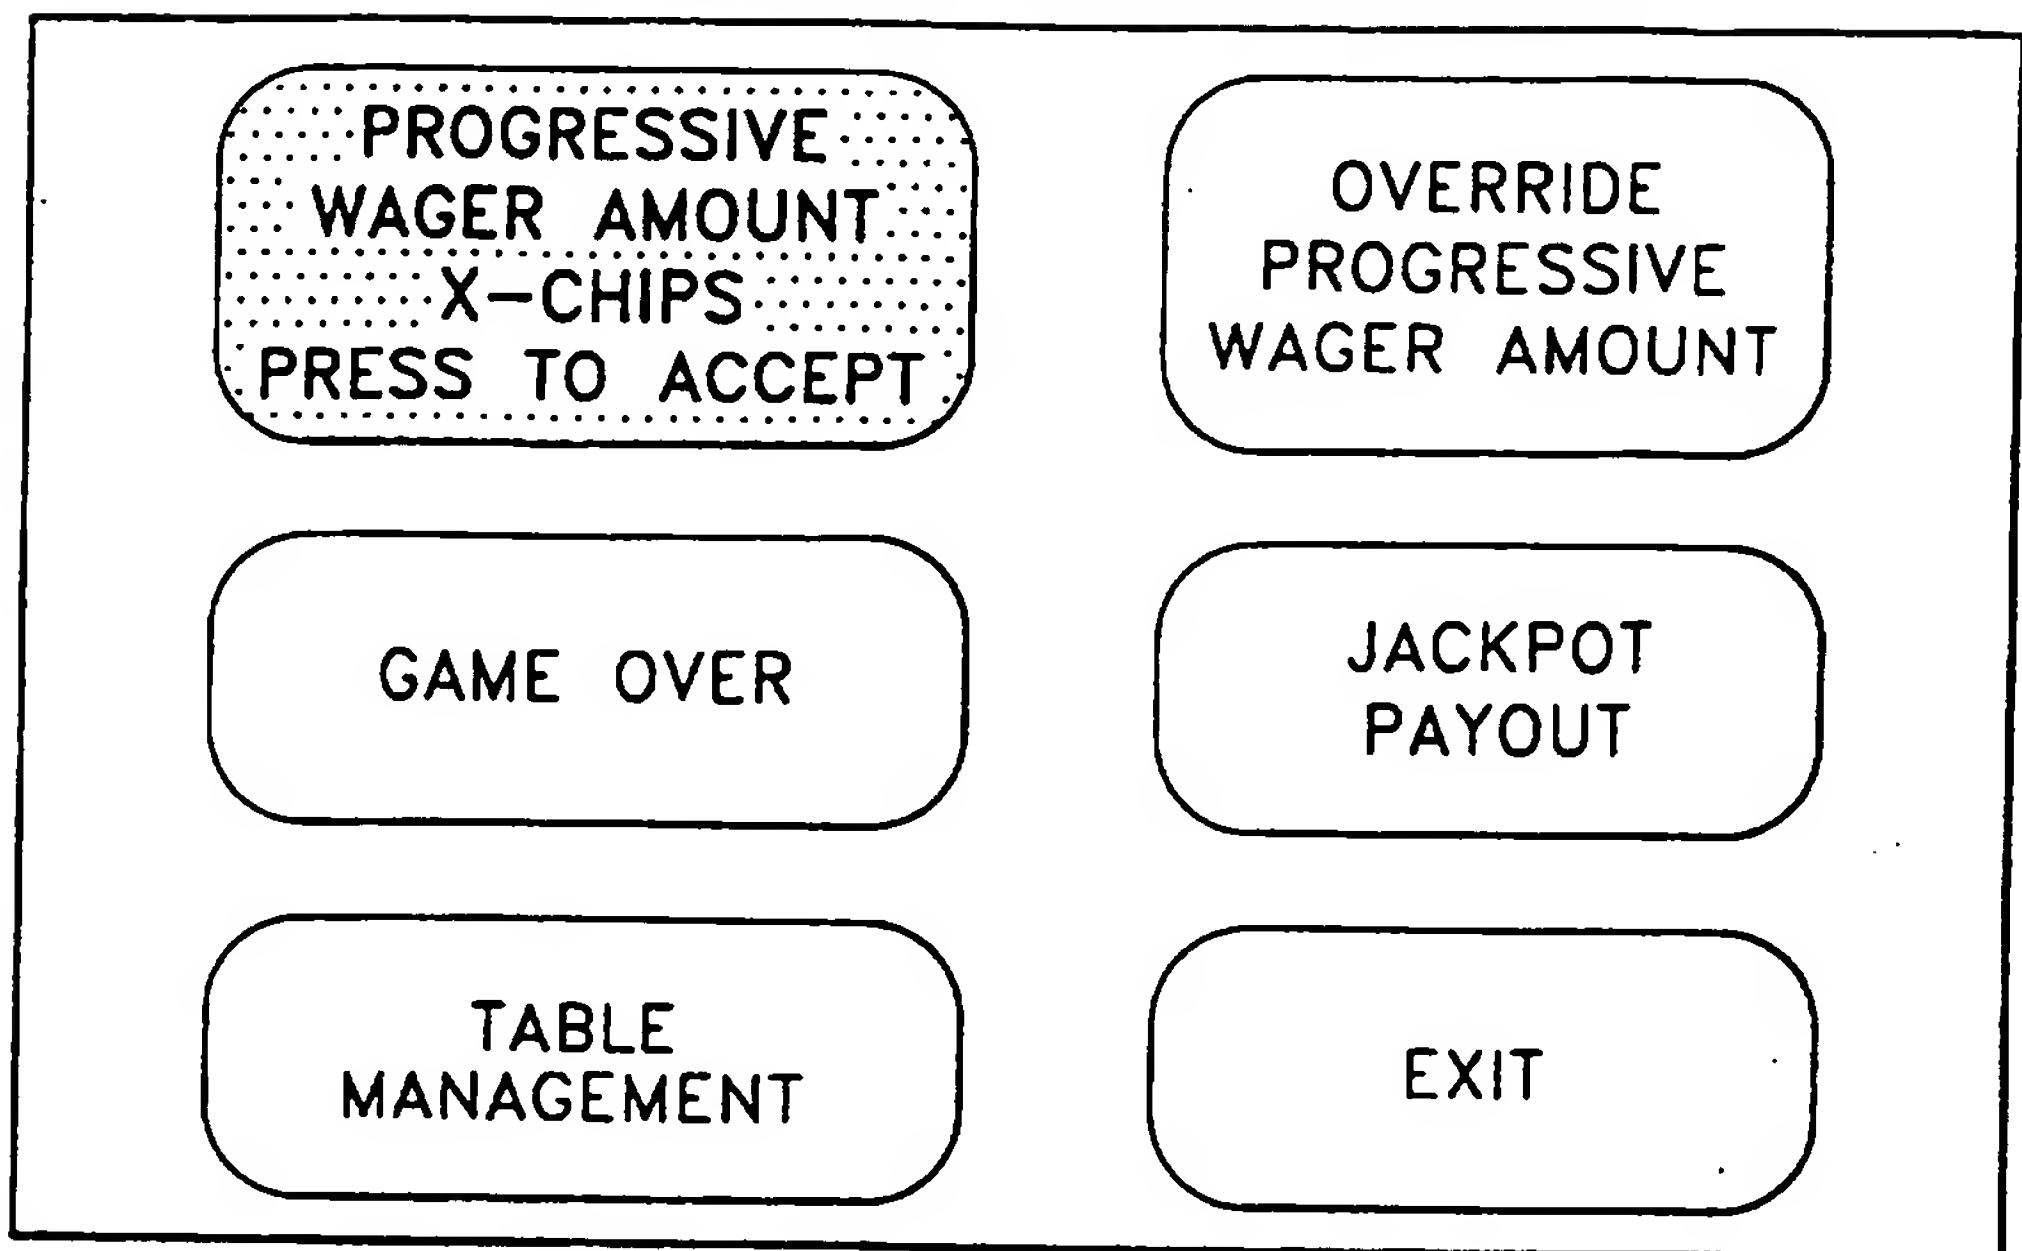 PROGRESSIVE
WAGER AMOUNT
X-CHIPS
PRESS TO ACCEPT
OVERRIDE
PROGRESSIVE
WAGER AMOUNT
GAME OVER
JACKPOT
PAYOUT
TABLE
MANAGEMENT
EXIT